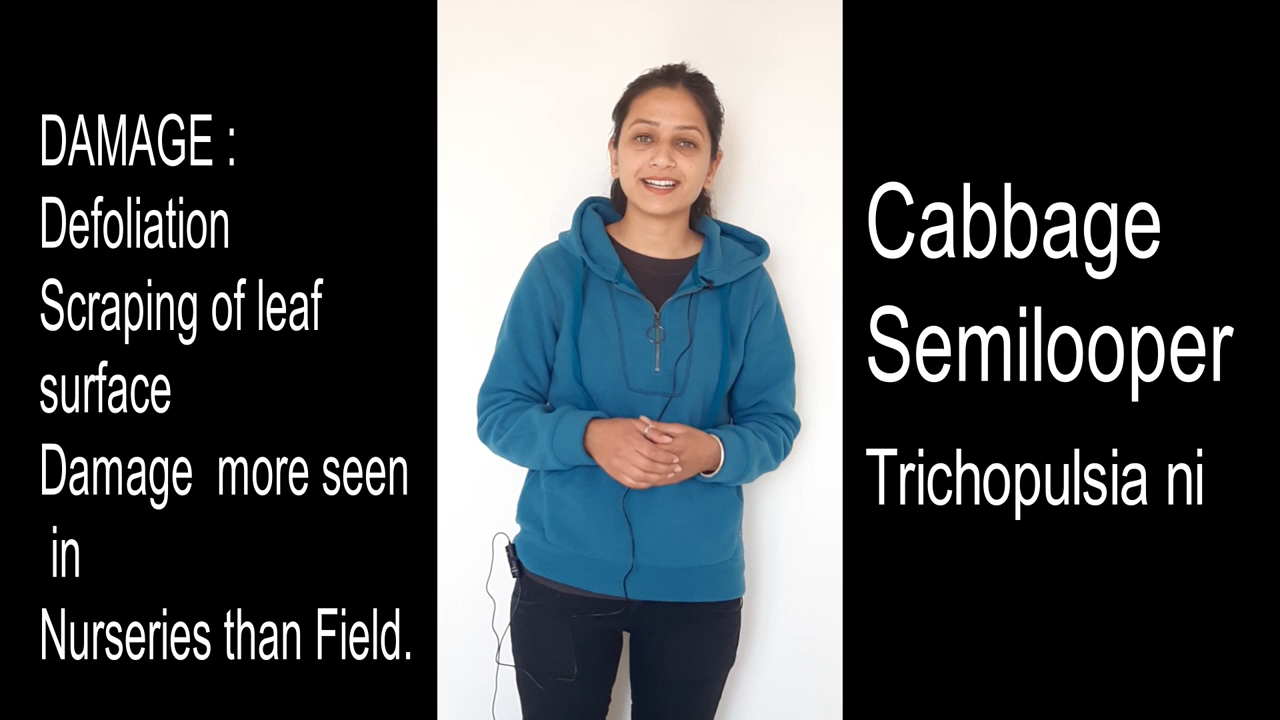 DAMAGE :
Defoliation
Scraping of leaf
surface
Damage  more seen
in
Nurseries than Field.
Cabbage
Semilooper
Trichopulsia ni